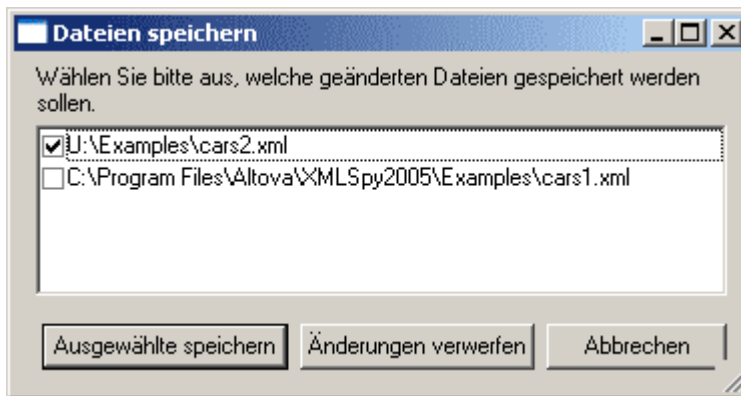 Dateien speichern
Wählen Sie bitte aus, welche geänderten Dateien gespeichert werden
sollen.
U:\Examples\cars2.xml
C:\Program Files\Altova\XMLSpy2005\Examples\cars1.xml
Ausgewählte speichern Änderungen verwerfen Abbrechen